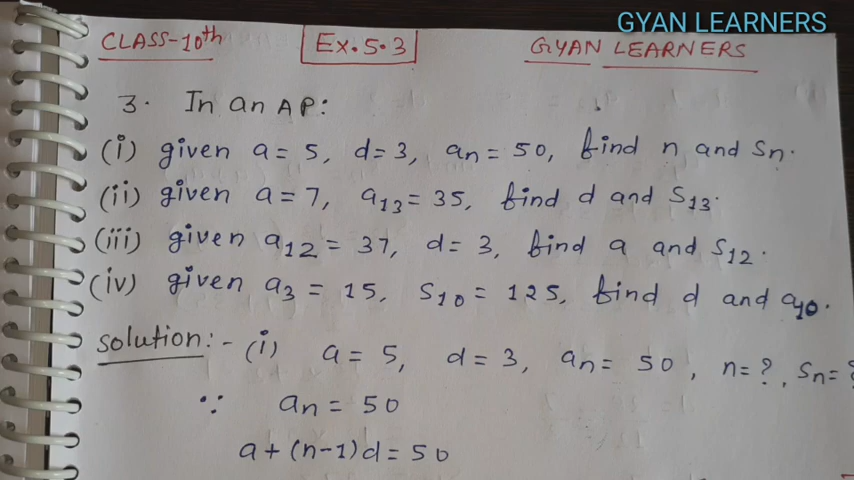 GYAN LEARNERS
CLASS-10th Ex.5.3 GYAN LEARNERS
3. In an AP:
(i) given a = 5, d = 3, an = 50, find n and Sn.
(ii) given a = 7, a13 = 35, find d and S13.
(iii) given a12 = 37, d = 3, find a and S12.
(iv) given a3 = 15, S10 = 125, find d and a10.
Solution:- (i) a = 5, d = 3, an = 50, n = ?, Sn = ?
∵ an = 50
a + (n-1)d = 50